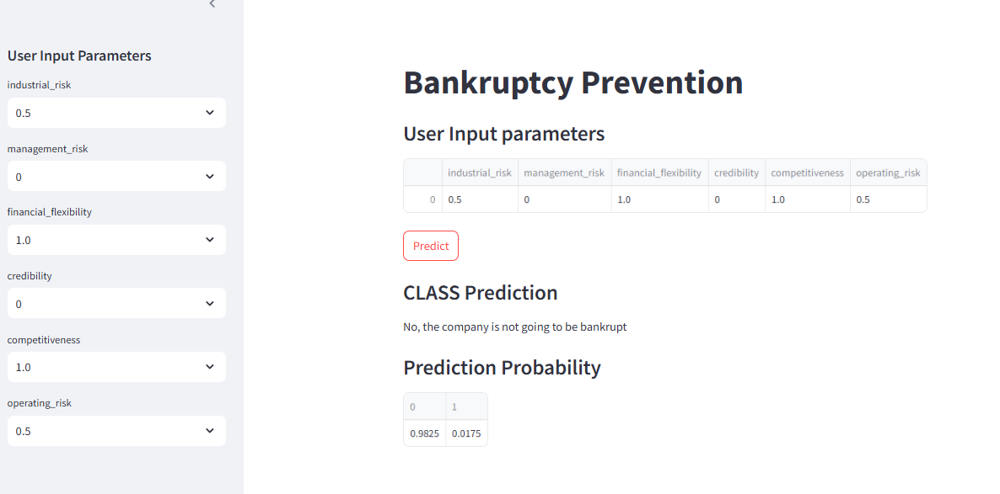 User Input Parameters
industrial_risk
0.5
management_risk
0
financial_flexibility
1.0
credibility
0
competitiveness
1.0
operating_risk
0.5
Bankruptcy Prevention
User Input parameters
industrial_risk management_risk financial_flexibility credibility competitiveness operating_risk
0 0.5 0 1.0 0 1.0 0.5
Predict
CLASS Prediction
No, the company is not going to be bankrupt
Prediction Probability
0 1
0.9825 0.0175